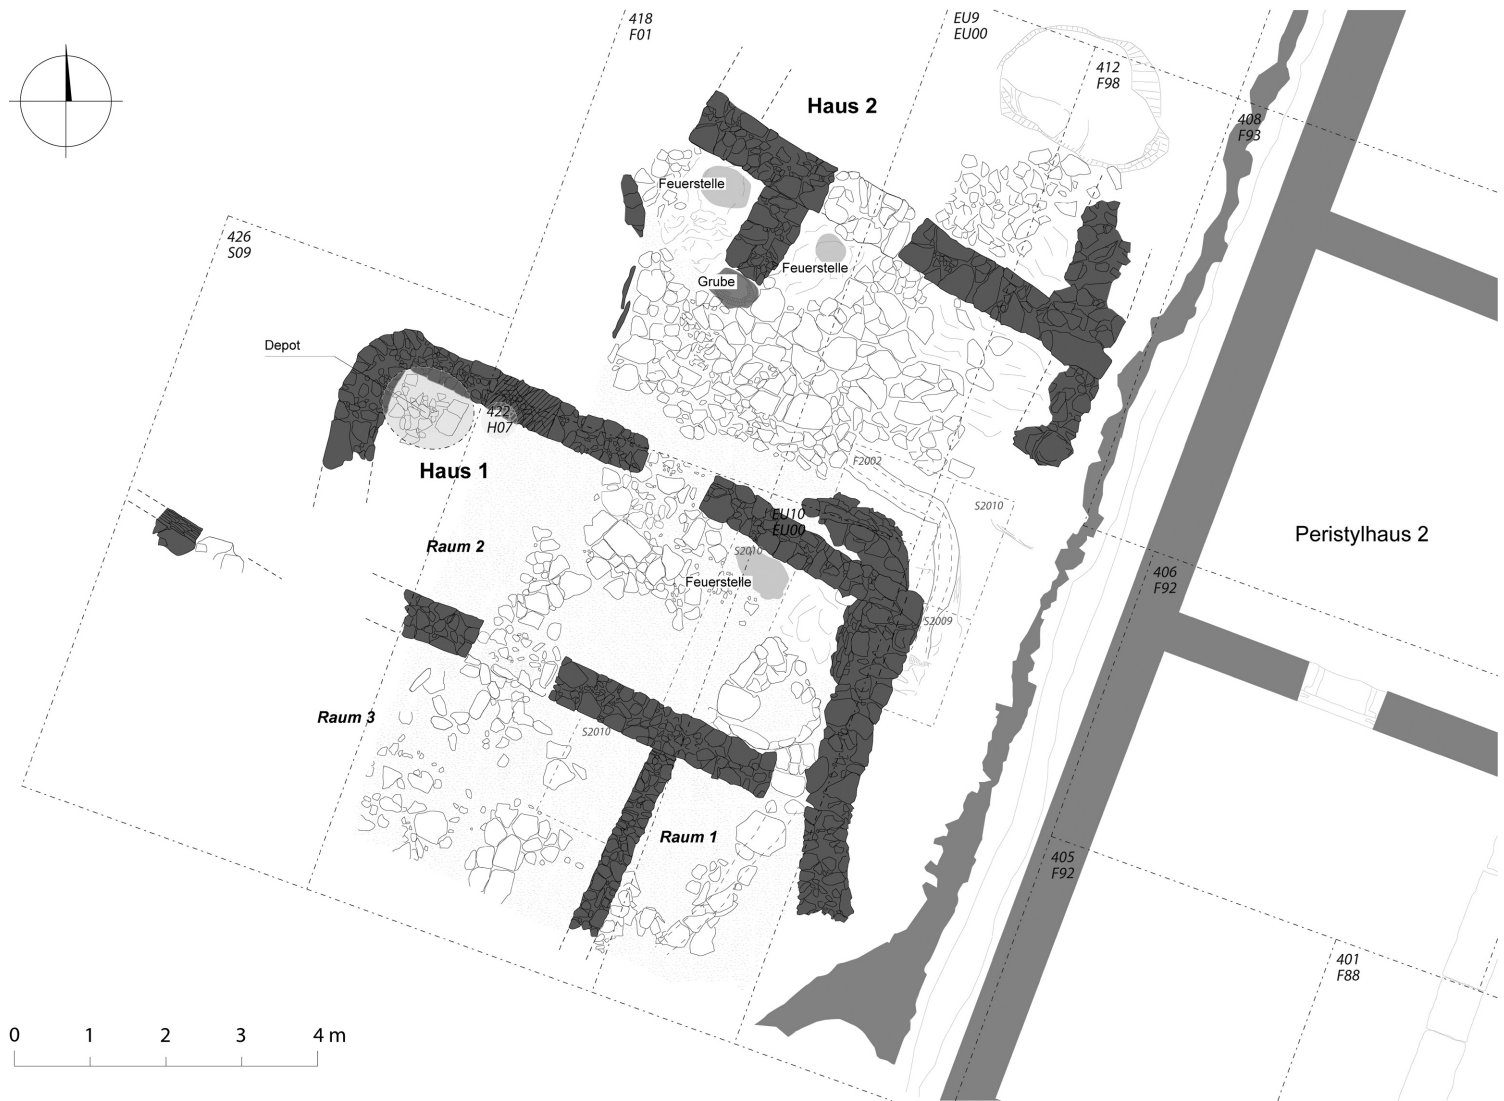 418
F01
EU9
EU00
412
F98
408
F93
Haus 2
Feuerstelle
Feuerstelle
Grube
426
S09
Depot
422
H07
Haus 1
F2002
S2010
EU10
EU00
S2010
Feuerstelle
Raum 2
Peristylhaus 2
406
F92
S2009
Raum 3
S2010
Raum 1
405
F92
401
F88
0 1 2 3 4 m